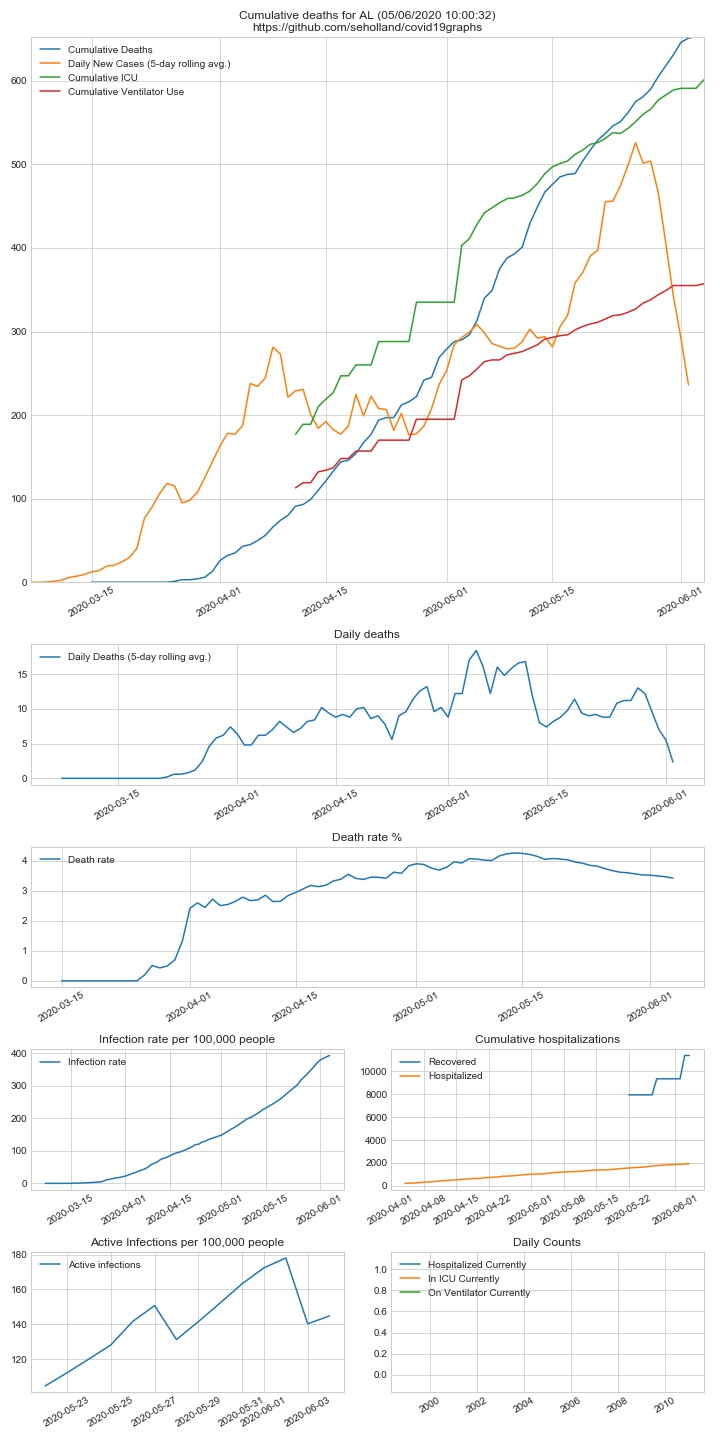 Cumulative deaths for AL (05/06/2020 10:00:32)
https://github.com/seholland/covid19graphs
Cumulative Deaths
Daily New Cases (5-day rolling avg.)
Cumulative ICU
Cumulative Ventilator Use
600
500
400
300
200
100
0
2020-03-15 2020-04-01 2020-04-15 2020-05-01 2020-05-15 2020-06-01
Daily deaths
Daily Deaths (5-day rolling avg.)
15
10
5
0
2020-03-15 2020-04-01 2020-04-15 2020-05-01 2020-05-15 2020-06-01
Death rate %
Death rate
4
3
2
1
0
2020-03-15 2020-04-01 2020-04-15 2020-05-01 2020-05-15 2020-06-01
Infection rate per 100,000 people
Infection rate
400
300
200
100
0
2020-03-15 2020-04-01 2020-04-15 2020-05-01 2020-05-15 2020-06-01
Cumulative hospitalizations
Recovered
Hospitalized
10000
8000
6000
4000
2000
0
2020-04-01 2020-04-08 2020-04-15 2020-04-22 2020-05-01 2020-05-08 2020-05-15 2020-05-22 2020-06-01
Active Infections per 100,000 people
Active infections
180
160
140
120
2020-05-23 2020-05-25 2020-05-27 2020-05-29 2020-05-31 2020-06-01 2020-06-03
Daily Counts
Hospitalized Currently
In ICU Currently
On Ventilator Currently
1.0
0.8
0.6
0.4
0.2
0.0
2000 2002 2004 2006 2008 2010